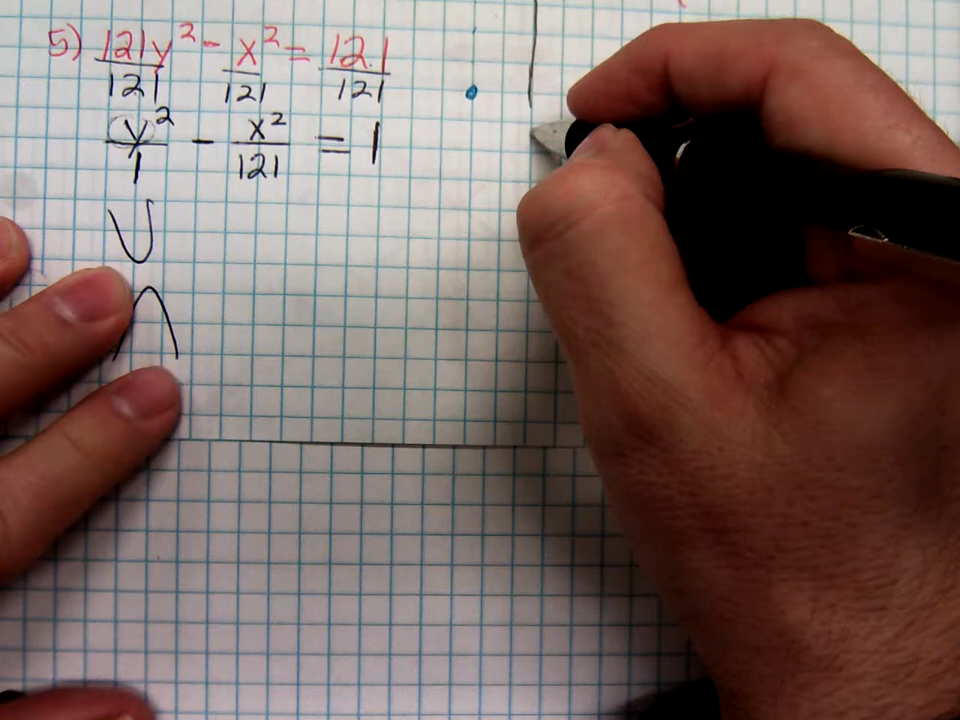 5) 121y² - x² = 121
121 121 121
y² - x² = 1
1 121